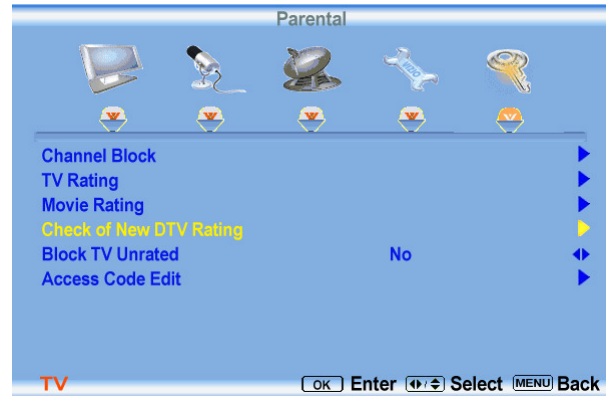 Parental
VIZIO
Channel Block
TV Rating
Movie Rating
Check of New DTV Rating
Block TV Unrated No
Access Code Edit
TV OK Enter Select MENU Back